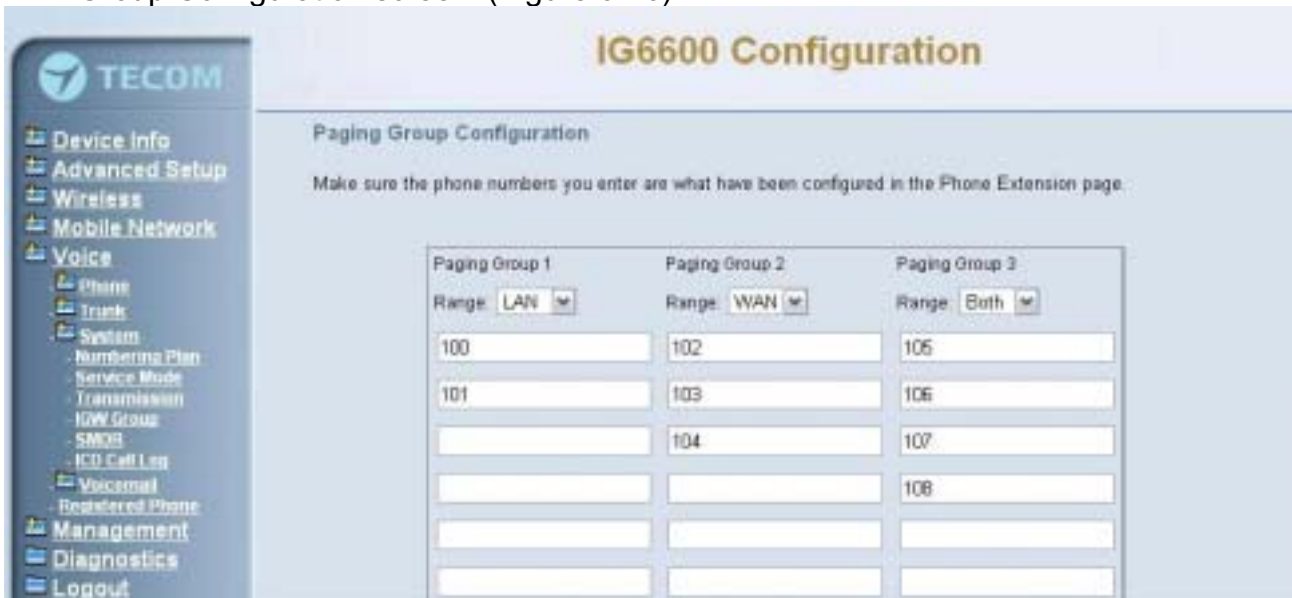 IG6600 Configuration
TECOM
Device Info
Advanced Setup
Wireless
Mobile Network
Voice
Phone
Trunk
System
- Numbering Plan
- Service Mode
- Transmission
- IGW Group
- SMDR
- ICD Call Log
Voicemail
- Registered Phone
Management
Diagnostics
Logout
Paging Group Configuration
Make sure the phone numbers you enter are what have been configured in the Phone Extension page.
Paging Group 1 Paging Group 2 Paging Group 3
Range: LAN Range: WAN Range: Both
100 102 105
101 103 106
104 107
108